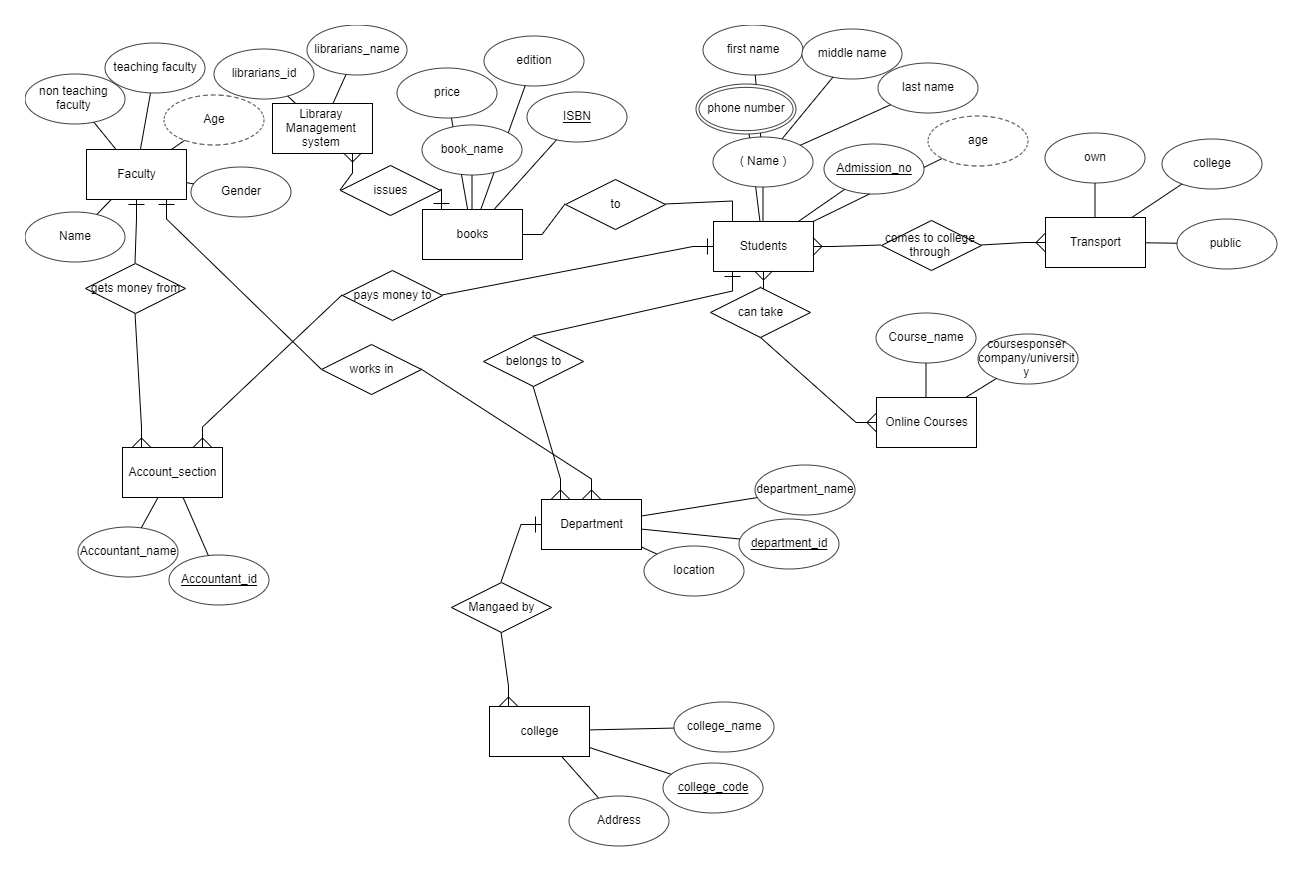 first name
middle name
librarians_name
edition
teaching faculty
librarians_id
last name
non teaching
faculty
price
phone number
ISBN
Age
Libraray
Management
system
age
book_name
( Name )
own
college
Admission_no
Faculty
Gender
issues
to
Name
books
Students
comes to college
through
Transport
public
gets money from
pays money to
can take
Course_name
coursesponser
company/universit
y
belongs to
works in
Online Courses
Account_section
department_name
Department
department_id
Accountant_name
location
Accountant_id
Mangaed by
college_name
college
college_code
Address